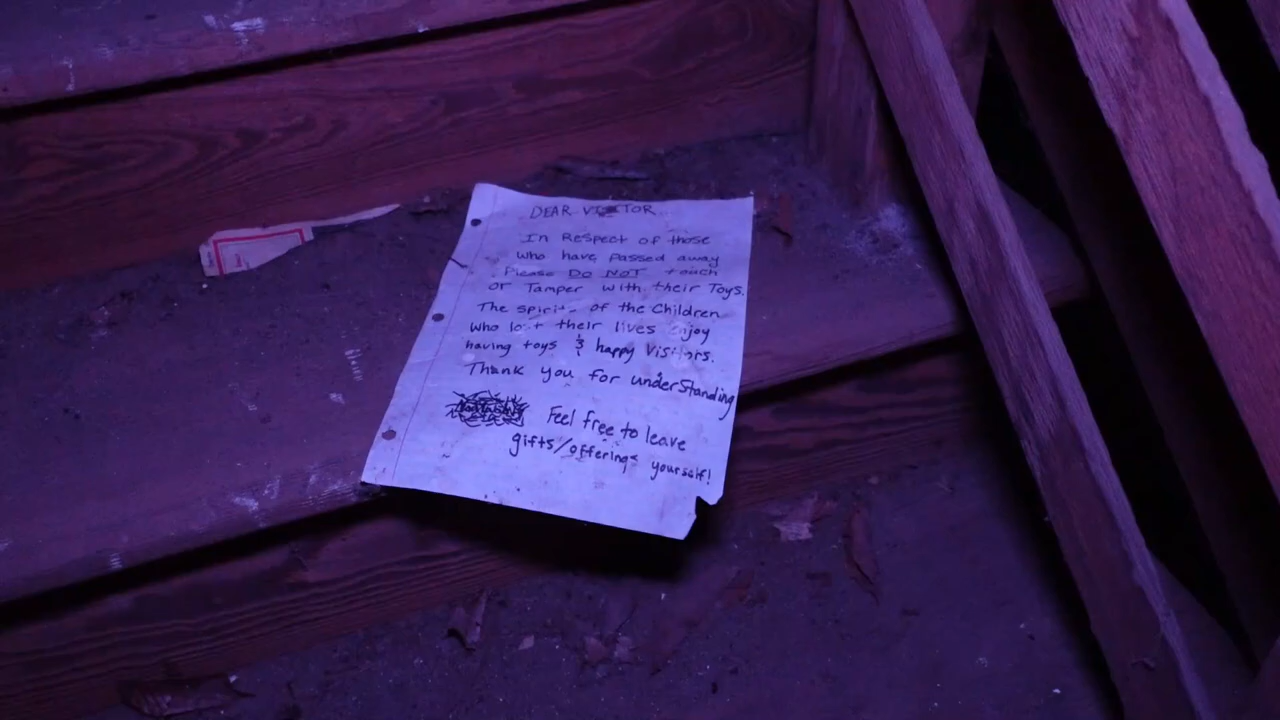 DEAR VISITOR
In Respect of those
who have passed away
Please DO NOT touch
or Tamper with their Toys.
The spirits of the Children
who lost their lives enjoy
having toys & happy Visitors.
Thank you for understanding
Feel free to leave
gifts/offerings yourself!